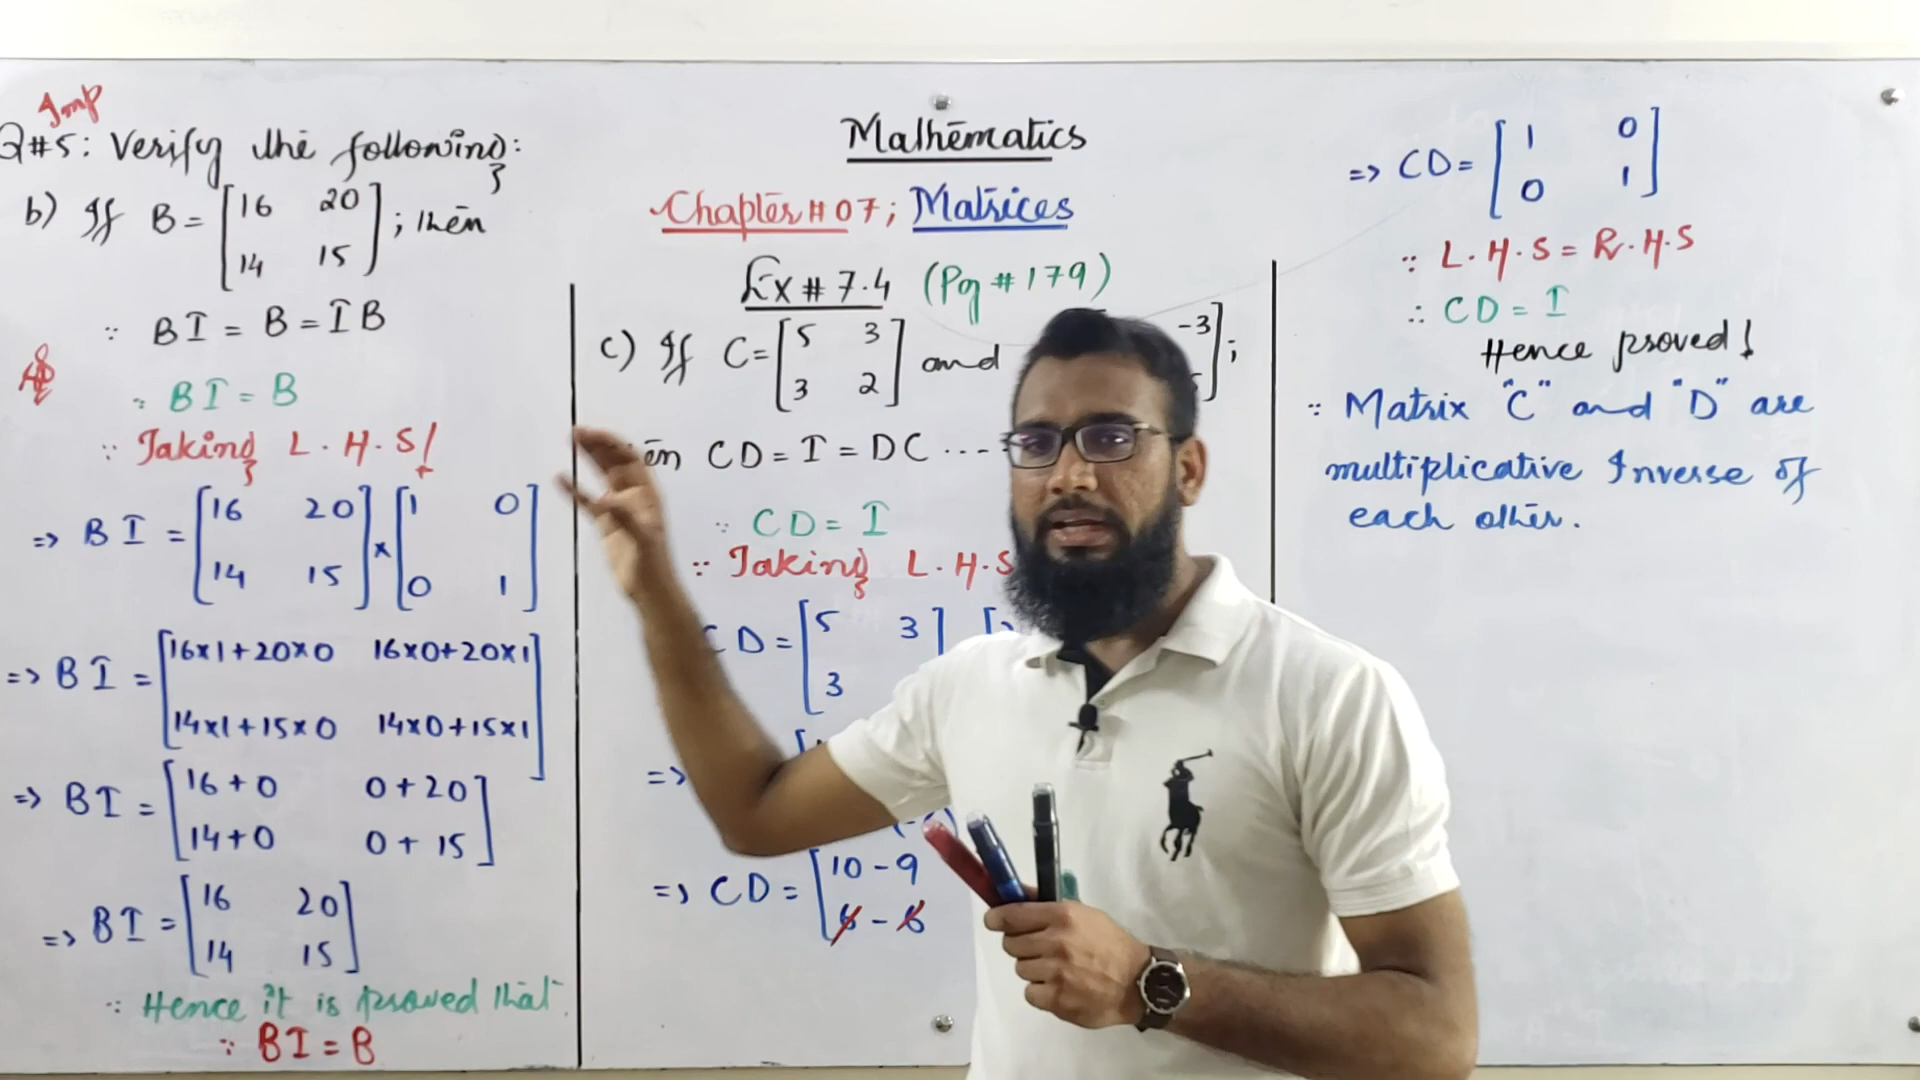 Imp
Q#5: Verify the following:
b) If B = [16 20; then
14 15]
∵ BI = B = IB
∵ BI = B
∵ Taking L.H.S!
=> BI = [16 20] × [1 0]
[14 15] [0 1]
=> BI = [16×1+20×0 16×0+20×1]
[14×1+15×0 14×0+15×1]
=> BI = [16+0 0+20]
[14+0 0+15]
=> BI = [16 20]
[14 15]
∵ Hence it is proved that
∵ BI = B
Mathematics
Chapter # 07; Matrices
Ex # 7.4 (Pg # 179)
c) If C = [5 3] and -3];
[3 2]
CD = I = DC ----
∵ CD = I
∵ Taking L.H.S
CD = [5 3] [
[3
=>
=> CD = [10-9
[6-6
=> CD = [1 0]
[0 1]
∵ L.H.S = R.H.S
∴ CD = I
Hence proved!
∵ Matrix "C" and "D" are
multiplicative Inverse of
each other.